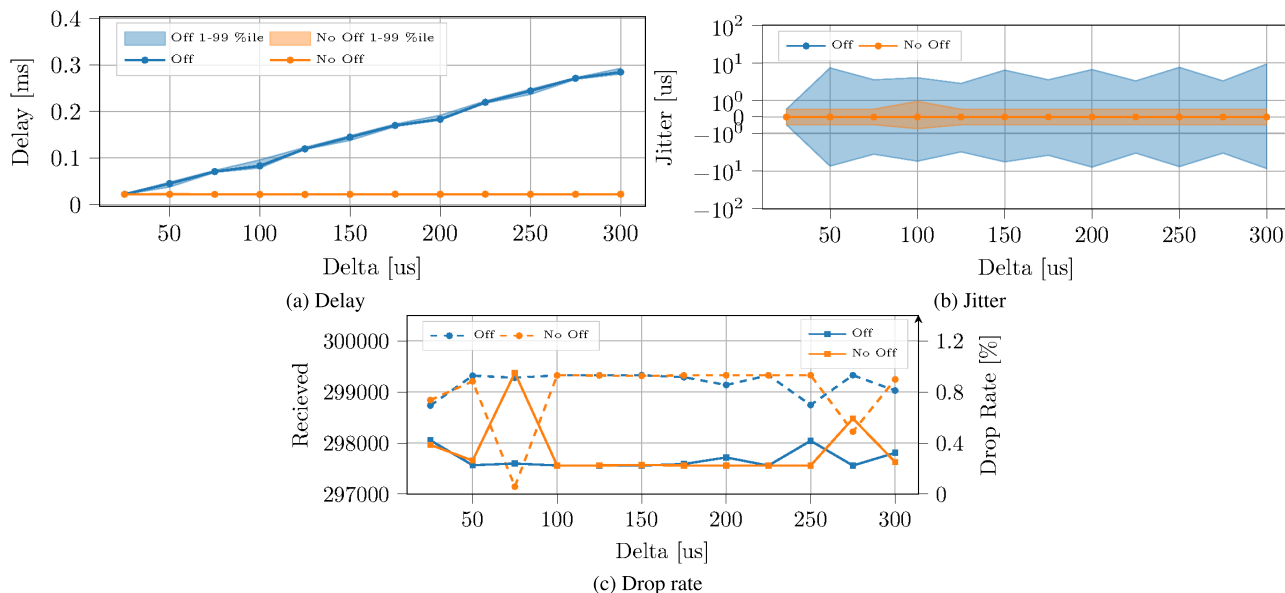 0.4
0.3
0.2
0.1
0
Delay [ms]
Off 1-99 %ile
No Off 1-99 %ile
Off
No Off
50
100
150
200
250
300
Delta [us]
(a) Delay
10^2
10^1
10^0
0
−10^0
−10^1
−10^2
Jitter [us]
Off
No Off
50
100
150
200
250
300
Delta [us]
(b) Jitter
300000
299000
298000
297000
Recieved
Off
No Off
Off
No Off
1.2
0.8
0.4
0
Drop Rate [%]
50
100
150
200
250
300
Delta [us]
(c) Drop rate